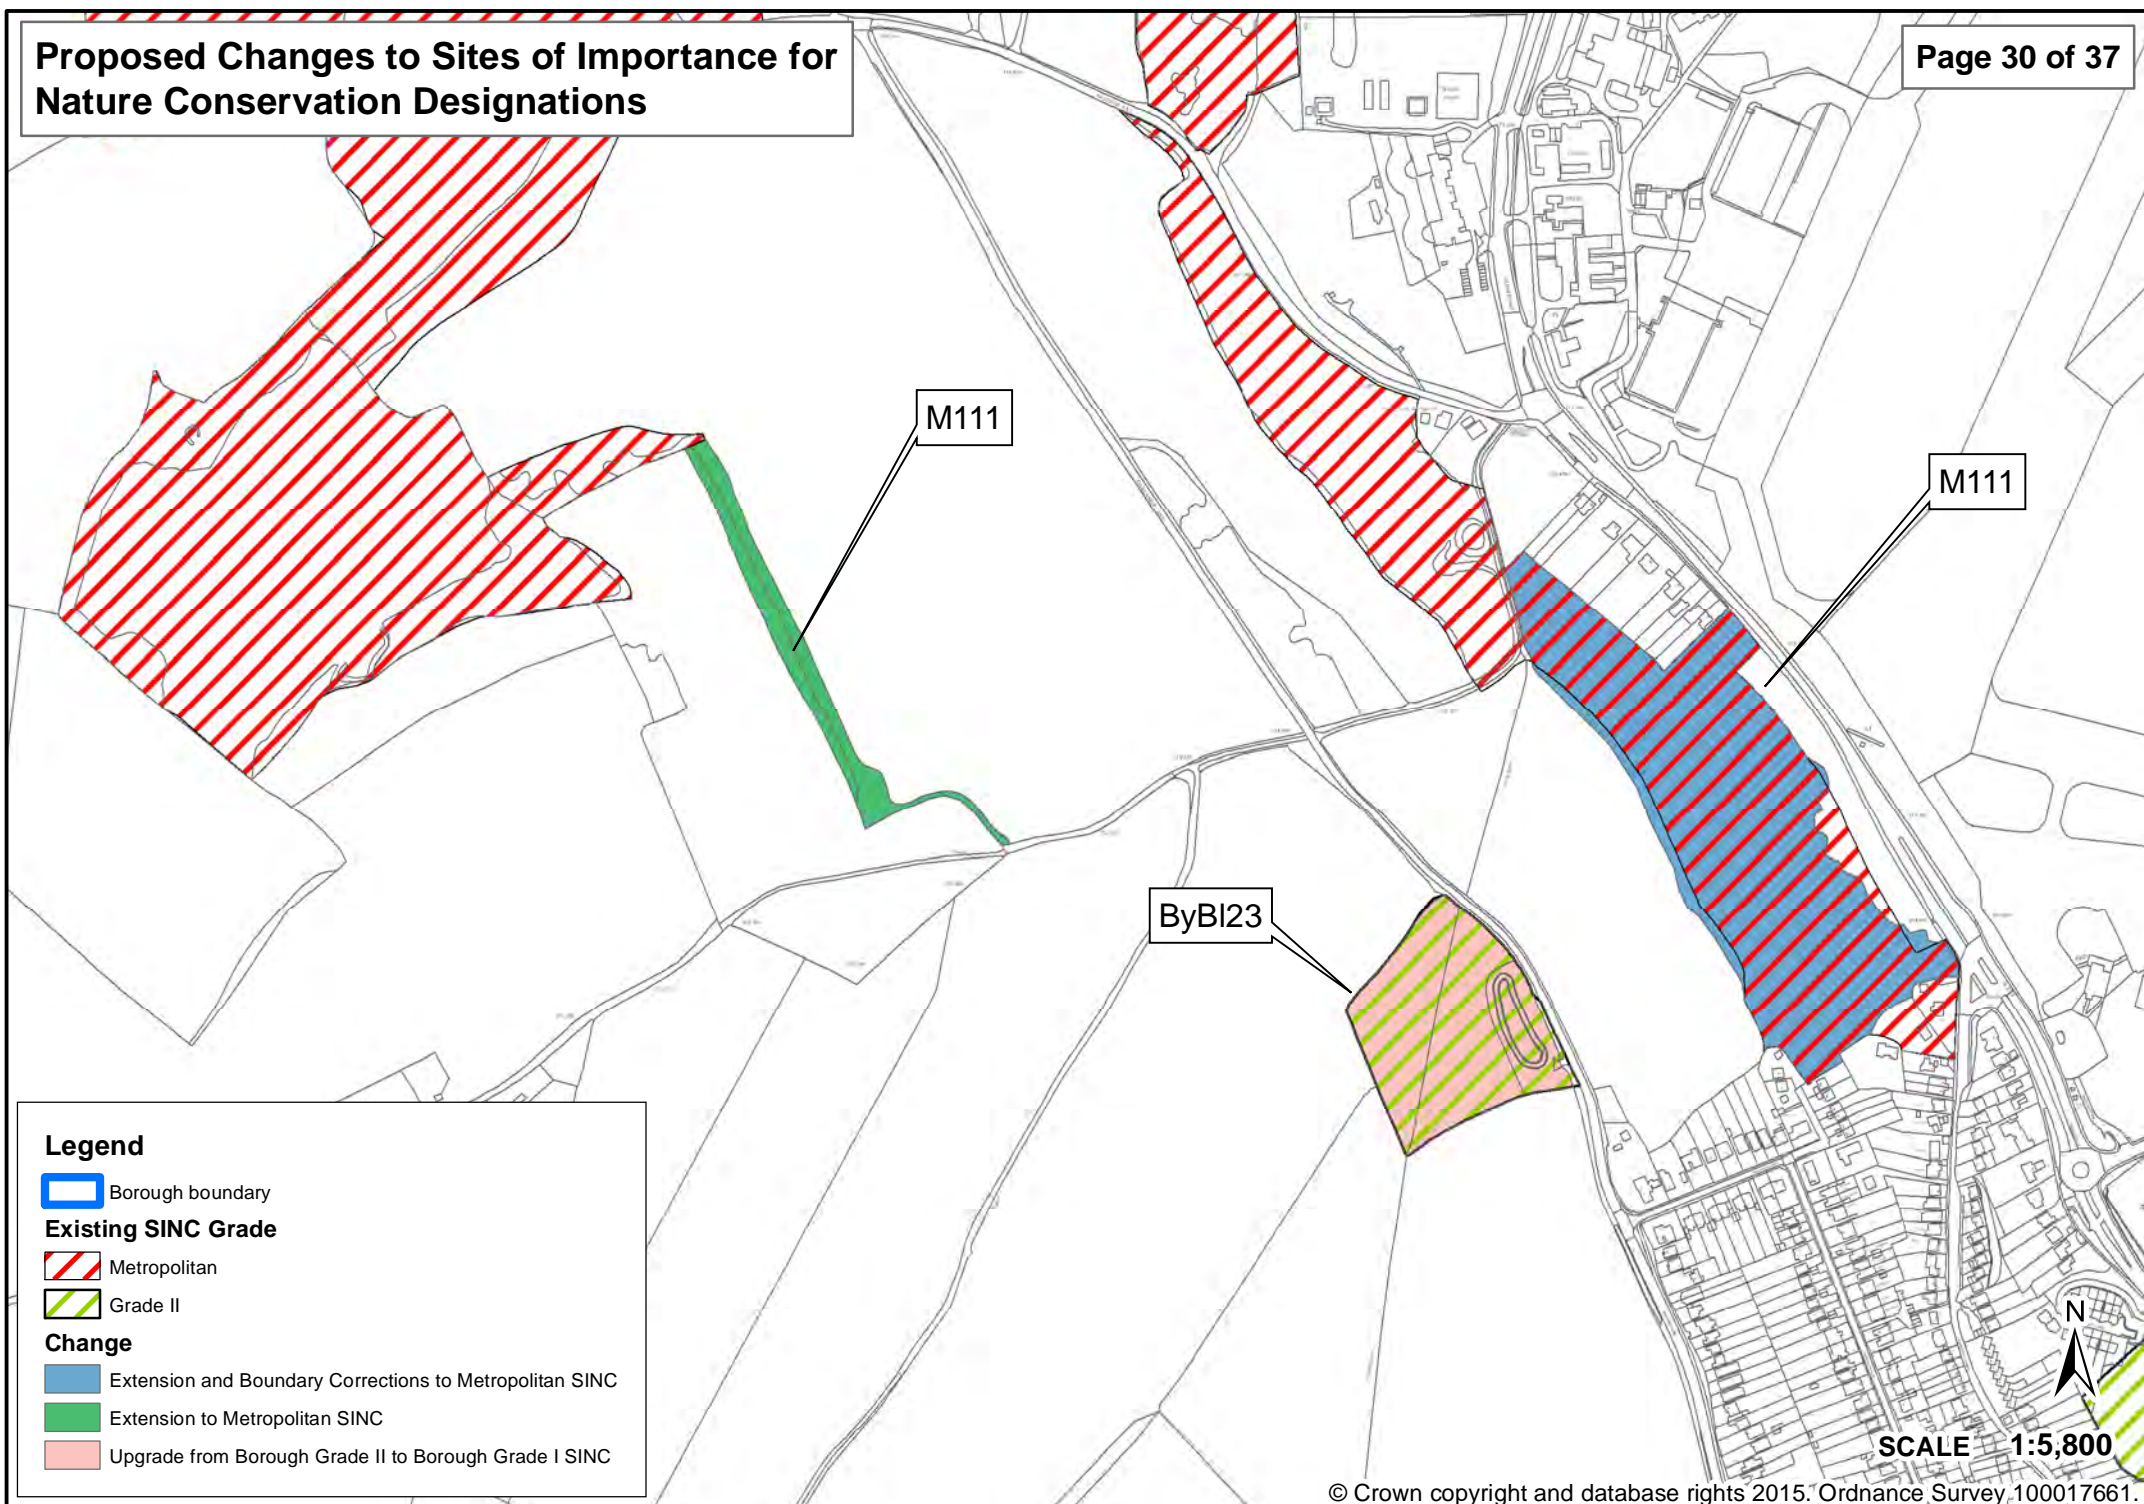 Proposed Changes to Sites of Importance for
Nature Conservation Designations
Page 30 of 37
M111
M111
ByBI23
Legend
Borough boundary
Existing SINC Grade
Metropolitan
Grade II
Change
Extension and Boundary Corrections to Metropolitan SINC
Extension to Metropolitan SINC
Upgrade from Borough Grade II to Borough Grade I SINC
N
SCALE 1:5,800
© Crown copyright and database rights 2015. Ordnance Survey 100017661.